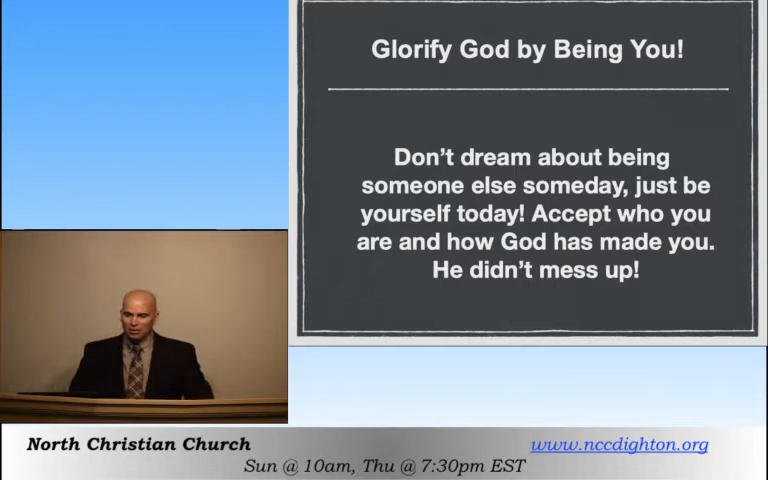 Glorify God by Being You!
Don't dream about being
someone else someday, just be
yourself today! Accept who you
are and how God has made you.
He didn't mess up!
North Christian Church
www.nccdighton.org
Sun @ 10am, Thu @ 7:30pm EST